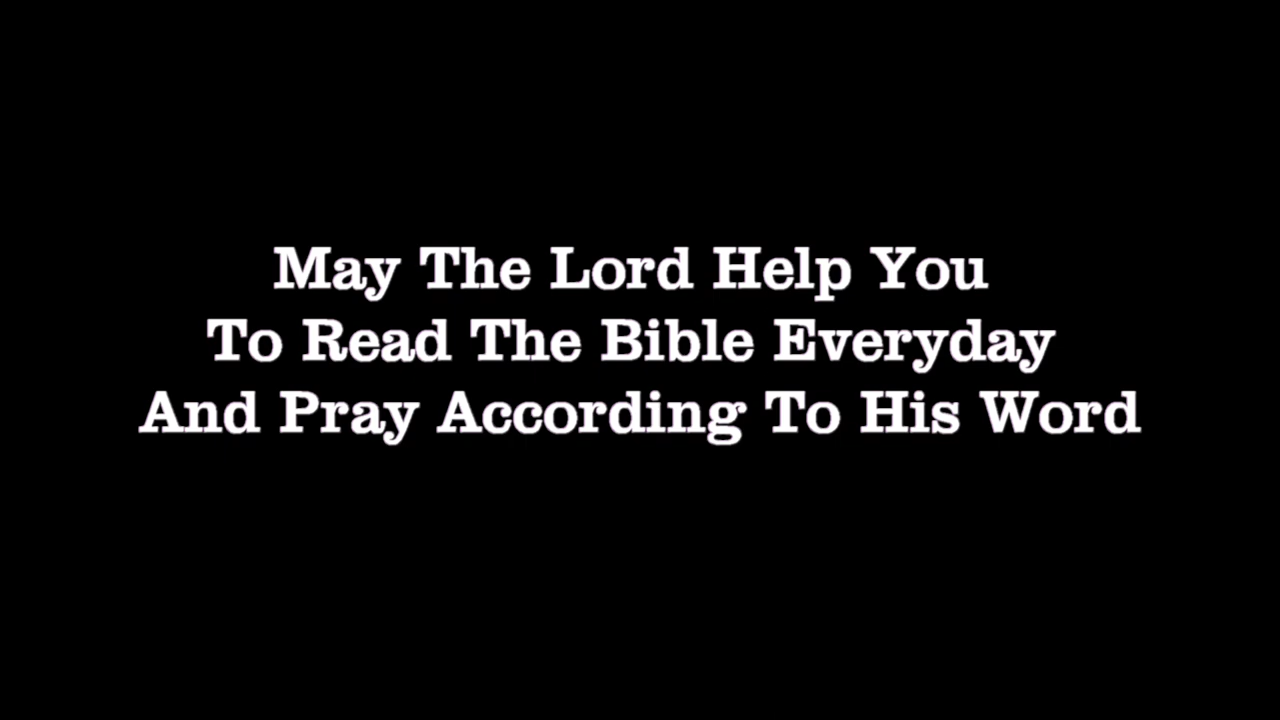 May The Lord Help You
To Read The Bible Everyday
And Pray According To His Word